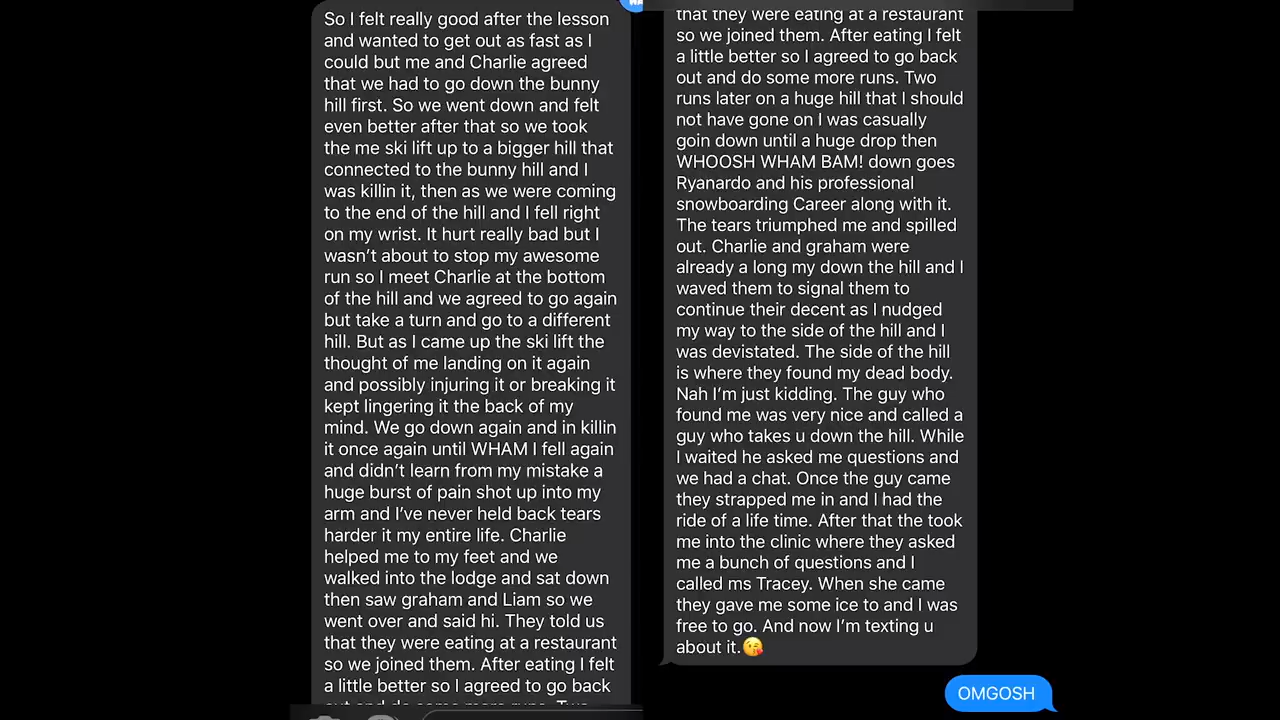 So I felt really good after the lesson
and wanted to get out as fast as I
could but me and Charlie agreed
that we had to go down the bunny
hill first. So we went down and felt
even better after that so we took
the me ski lift up to a bigger hill that
connected to the bunny hill and I
was killin it, then as we were coming
to the end of the hill and I fell right
on my wrist. It hurt really bad but I
wasn’t about to stop my awesome
run so I meet Charlie at the bottom
of the hill and we agreed to go again
but take a turn and go to a different
hill. But as I came up the ski lift the
thought of me landing on it again
and possibly injuring it or breaking it
kept lingering it the back of my
mind. We go down again and in killin
it once again until WHAM I fell again
and didn’t learn from my mistake a
huge burst of pain shot up into my
arm and I’ve never held back tears
harder it my entire life. Charlie
helped me to my feet and we
walked into the lodge and sat down
then saw graham and Liam so we
went over and said hi. They told us
that they were eating at a restaurant
so we joined them. After eating I felt
a little better so I agreed to go back
out and do some more runs. Two
that they were eating at a restaurant
so we joined them. After eating I felt
a little better so I agreed to go back
out and do some more runs. Two
runs later on a huge hill that I should
not have gone on I was casually
goin down until a huge drop then
WHOOSH WHAM BAM! down goes
Ryanardo and his professional
snowboarding Career along with it.
The tears triumphed me and spilled
out. Charlie and graham were
already a long my down the hill and I
waved them to signal them to
continue their decent as I nudged
my way to the side of the hill and I
was devistated. The side of the hill
is where they found my dead body.
Nah I’m just kidding. The guy who
found me was very nice and called a
guy who takes u down the hill. While
I waited he asked me questions and
we had a chat. Once the guy came
they strapped me in and I had the
ride of a life time. After that the took
me into the clinic where they asked
me a bunch of questions and I
called ms Tracey. When she came
they gave me some ice to and I was
free to go. And now I’m texting u
about it.😘
OMGOSH